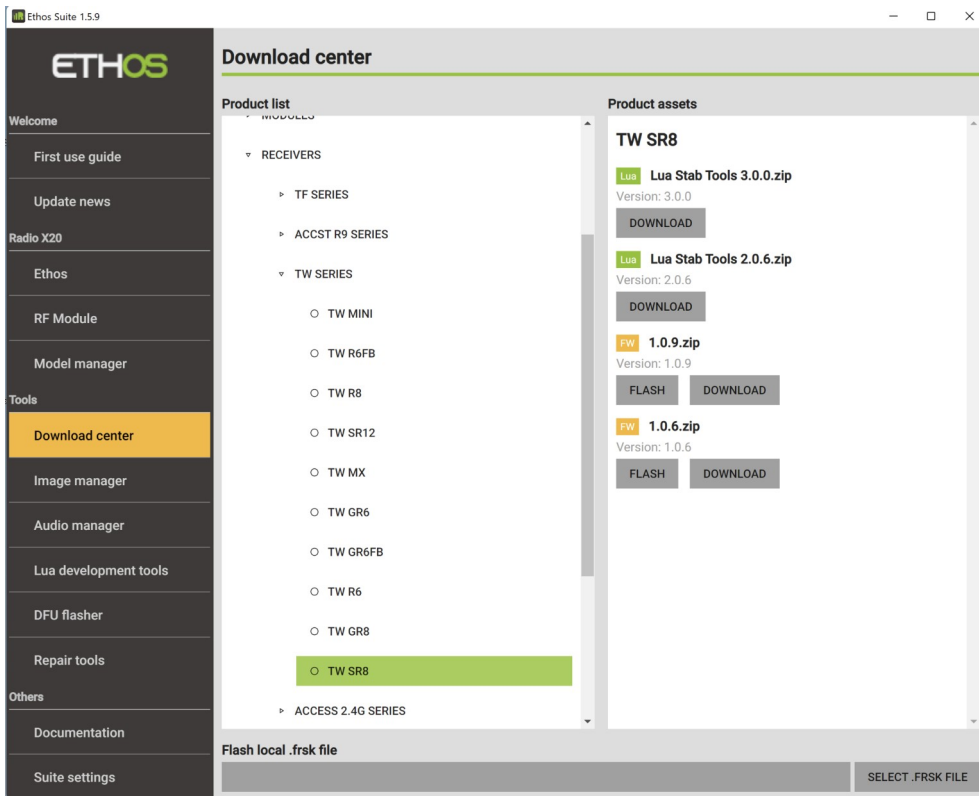 Ethos Suite 1.5.9
ETHOS
Welcome
First use guide
Update news
Radio X20
Ethos
RF Module
Model manager
Tools
Download center
Image manager
Audio manager
Lua development tools
DFU flasher
Repair tools
Others
Documentation
Suite settings
Download center
Product list
MODULES
RECEIVERS
TF SERIES
ACCST R9 SERIES
TW SERIES
TW MINI
TW R6FB
TW R8
TW SR12
TW MX
TW GR6
TW GR6FB
TW R6
TW GR8
TW SR8
ACCESS 2.4G SERIES
Product assets
TW SR8
Lua Lua Stab Tools 3.0.0.zip
Version: 3.0.0
DOWNLOAD
Lua Lua Stab Tools 2.0.6.zip
Version: 2.0.6
DOWNLOAD
FW 1.0.9.zip
Version: 1.0.9
FLASH DOWNLOAD
FW 1.0.6.zip
Version: 1.0.6
FLASH DOWNLOAD
Flash local .frsk file
SELECT .FRSK FILE